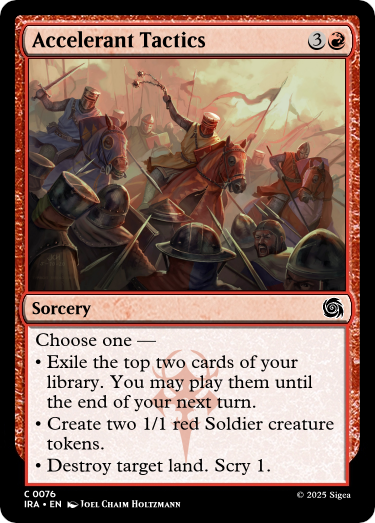 Accelerant Tactics 3
Sorcery
Choose one —
• Exile the top two cards of your
library. You may play them until
the end of your next turn.
• Create two 1/1 red Soldier creature
tokens.
• Destroy target land. Scry 1.
C 0076
IRA • EN Joel Chaim Holtzmann
© 2025 Sigea